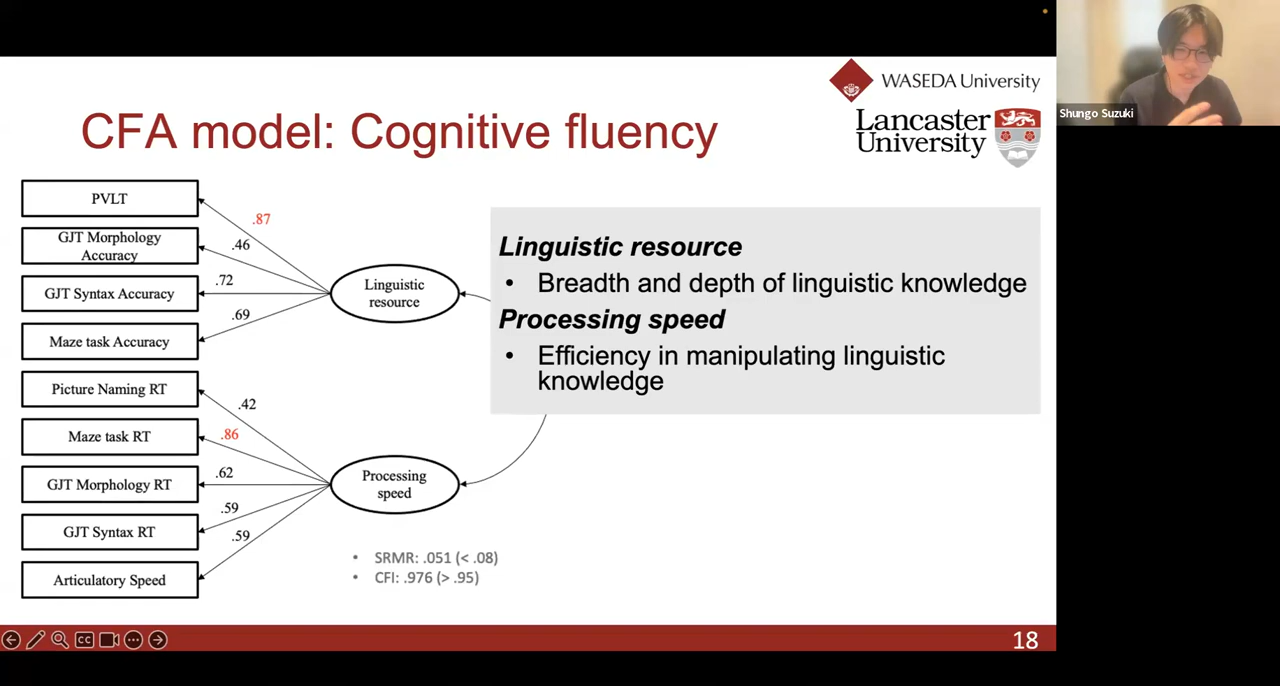 WASEDA University
Lancaster
University
Shungo Suzuki
CFA model: Cognitive fluency
PVLT
GJT Morphology
Accuracy
GJT Syntax Accuracy
Maze task Accuracy
Picture Naming RT
Maze task RT
GJT Morphology RT
GJT Syntax RT
Articulatory Speed
.87
.46
.72
.69
.42
.86
.62
.59
.59
Linguistic
resource
Processing
speed
Linguistic resource
• Breadth and depth of linguistic knowledge
Processing speed
• Efficiency in manipulating linguistic
knowledge
• SRMR: .051 (< .08)
• CFI: .976 (> .95)
CC
18